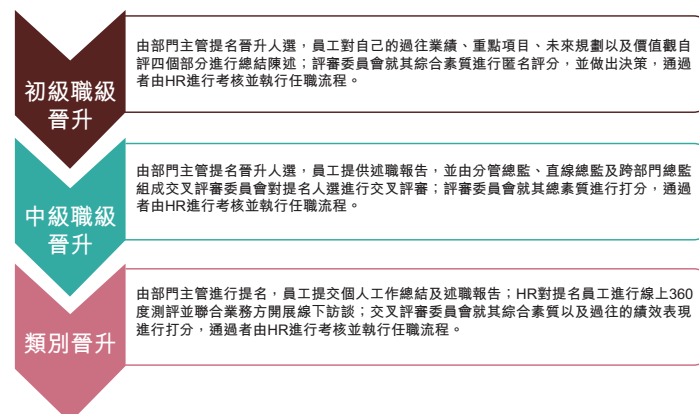 初級職級
晉升
由部門主管提名晉升人選，員工對自己的過往業績、重點項目、未來規劃以及價值觀自
評四個部分進行總結陳述；評審委員會就其綜合素質進行匿名評分，並做出決策，通過
者由HR進行考核並執行任職流程。
中級職級
晉升
由部門主管提名晉升人選，員工提供述職報告，並由分管總監、直線總監及跨部門總監
組成交叉評審委員會對提名人選進行交叉評審；評審委員會就其總素質進行打分，通過
者由HR進行考核並執行任職流程。
類別晉升
由部門主管進行提名，員工提交個人工作總結及述職報告；HR對提名員工進行線上360
度測評並聯合業務方開展線下訪談；交叉評審委員會就其綜合素質以及過往的績效表現
進行打分，通過者由HR進行考核並執行任職流程。